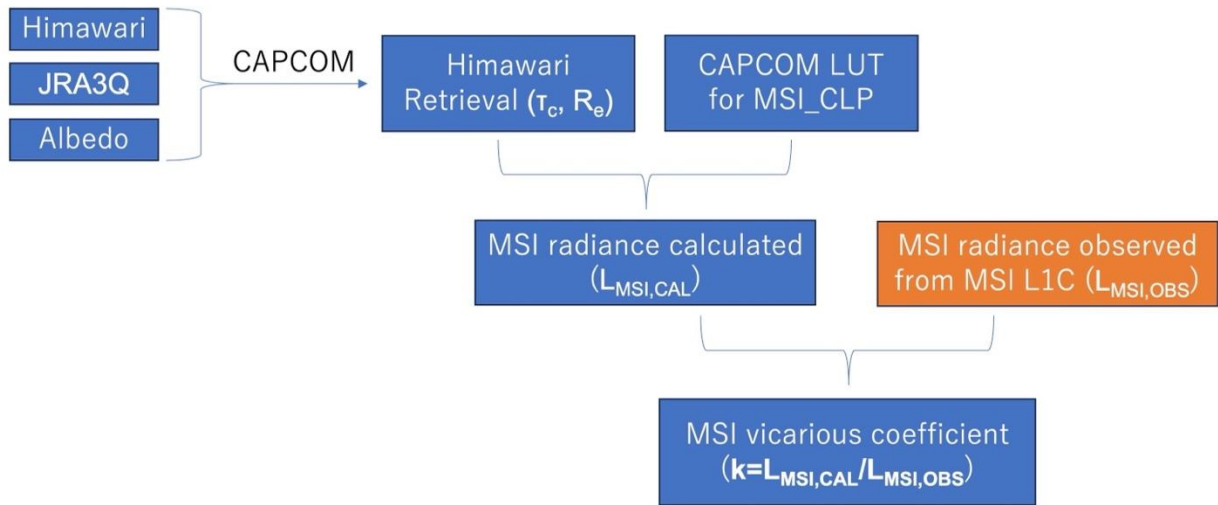 Himawari
JRA3Q
Albedo
CAPCOM
Himawari
Retrieval (τc, Re)
CAPCOM LUT
for MSI_CLP
MSI radiance calculated
(LMSI,CAL)
MSI radiance observed
from MSI L1C (LMSI,OBS)
MSI vicarious coefficient
(k=LMSI,CAL/LMSI,OBS)